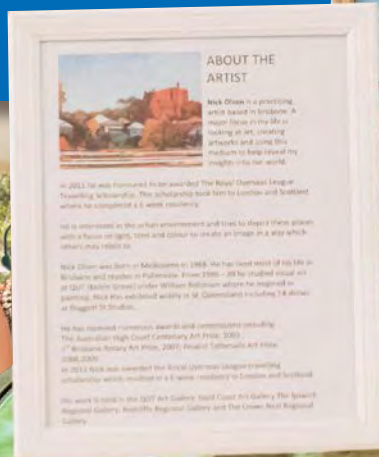 ABOUT THE
ARTIST
Nick Olsen is a practicing
artist based in Brisbane. A
major focus in my life is
looking at art, creating
artworks and using this
medium to help reveal my
insights into our world.
In 2011 he was honoured to be awarded The Royal Overseas League
Travelling Scholarship. This scholarship took him to London and Scotland
where he completed a 6 week residency.
He is interested in the urban environment and tries to depict these places
with a focus on light, tone and colour to create an image in a way which
others may relate to.
Nick Olsen was born in Melbourne in 1968. He has lived most of his life in
Brisbane and resides in Fisherville. From 1986 – 89 he studied visual art
at QUT (Kelvin Grove) under William Robinson where he majored in
painting. Nick has exhibited widely in SE Queensland including 14 shows
at Doggett St Studios.
He has received numerous awards and commissions including
The Australian High Court Centenary Art Prize, 2003,
Brisbane Rotary Art Prize, 2007, Finalist Tattersalls Art Prize
2008,2009.
In 2011 Nick was awarded the Royal Overseas League travelling
scholarship which resulted in a 6 week residency in London and Scotland.
His work is held in the QUT Art Gallery, Gold Coast Art Gallery The Ipswich
Regional Gallery, Redcliffe Regional Gallery and The Crows Nest Regional
Gallery.